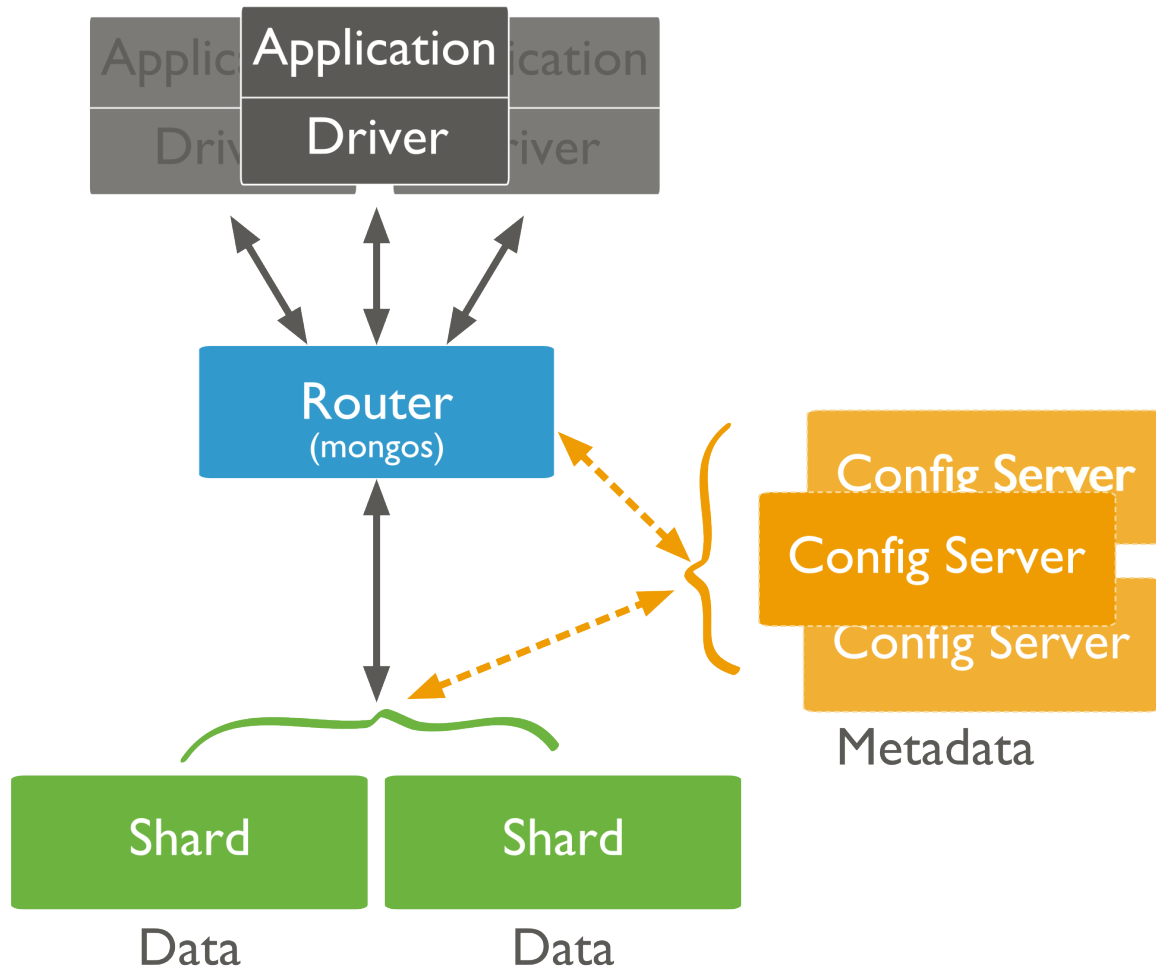 Application
Driver
Router
(mongos)
Config Server
Config Server
Config Server
Metadata
Shard
Shard
Data
Data